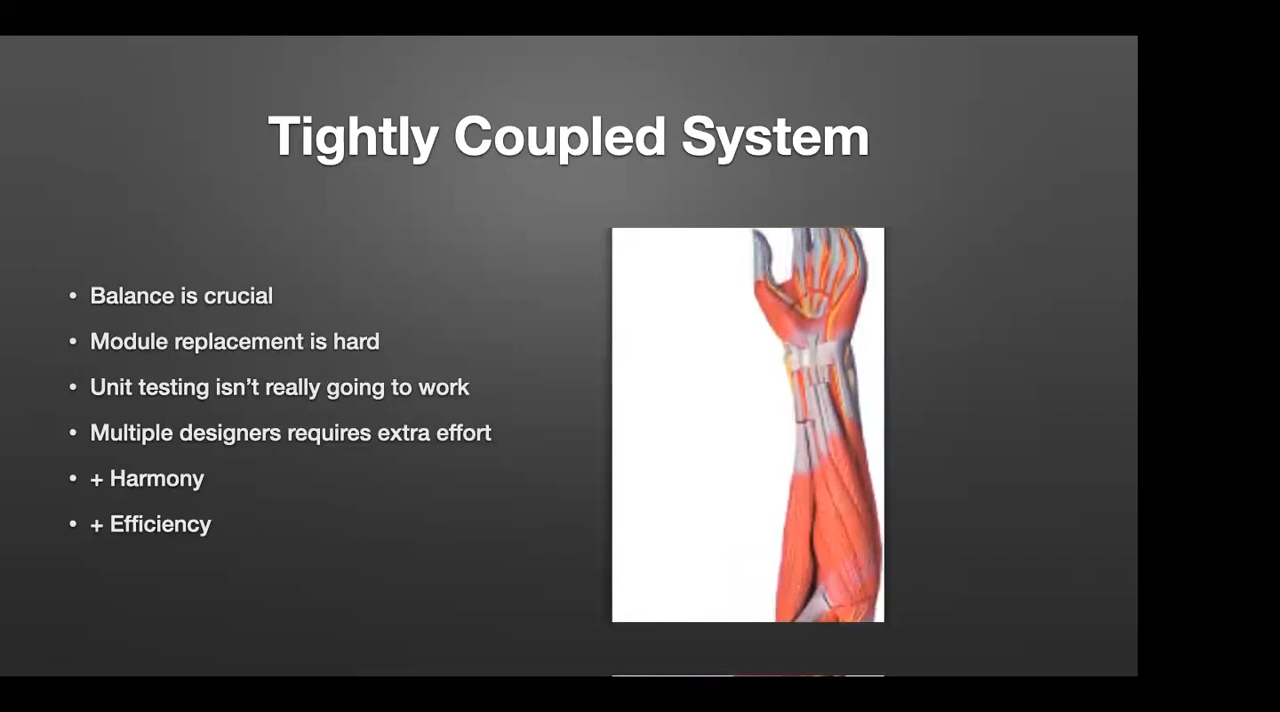 Tightly Coupled System
• Balance is crucial
• Module replacement is hard
• Unit testing isn’t really going to work
• Multiple designers requires extra effort
• + Harmony
• + Efficiency